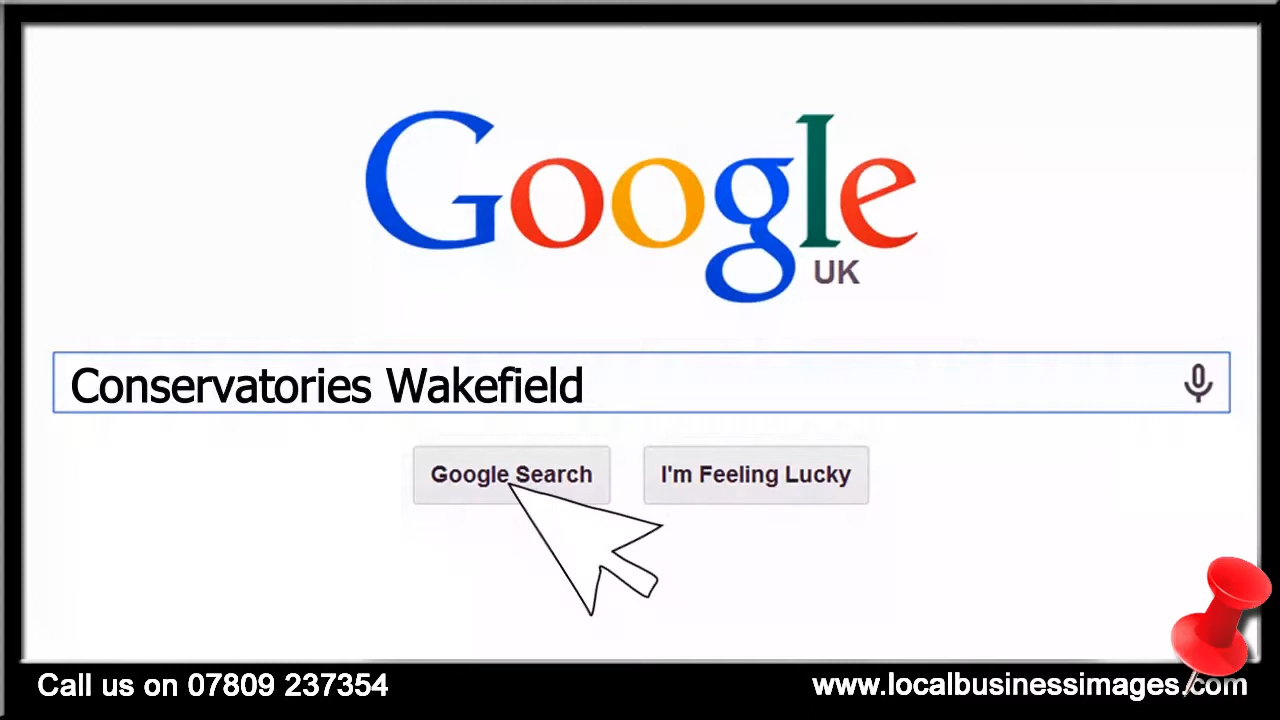 Google
UK
Conservatories Wakefield
Google Search
I'm Feeling Lucky
Call us on 07809 237354
www.localbusinessimages.com